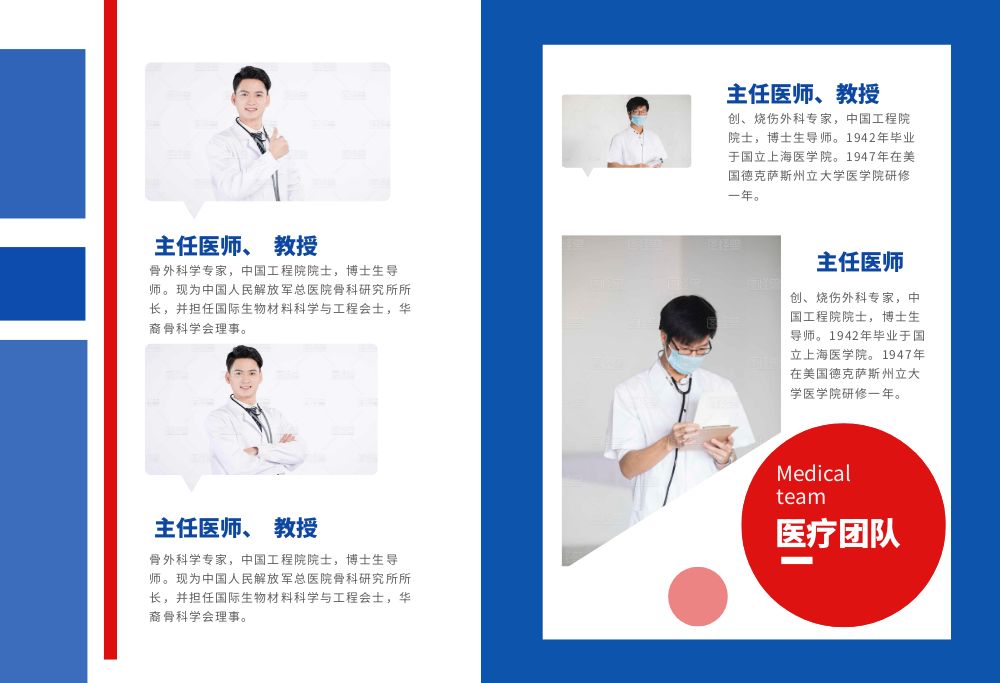 主任医师、 教授
骨外科学专家，中国工程院院士，博士生导
师。现为中国人民解放军总医院骨科研究所所
长，并担任国际生物材料科学与工程会士，华
裔骨科学会理事。
主任医师、 教授
骨外科学专家，中国工程院院士，博士生导
师。现为中国人民解放军总医院骨科研究所所
长，并担任国际生物材料科学与工程会士，华
裔骨科学会理事。
主任医师、教授
创、烧伤外科专家，中国工程院
院士，博士生导师。1942年毕业
于国立上海医学院。1947年在美
国德克萨斯州立大学医学院研修
一年。
主任医师
创、烧伤外科专家，中
国工程院院士，博士生
导师。1942年毕业于国
立上海医学院。1947年
在美国德克萨斯州立大
学医学院研修一年。
Medical
team
医疗团队